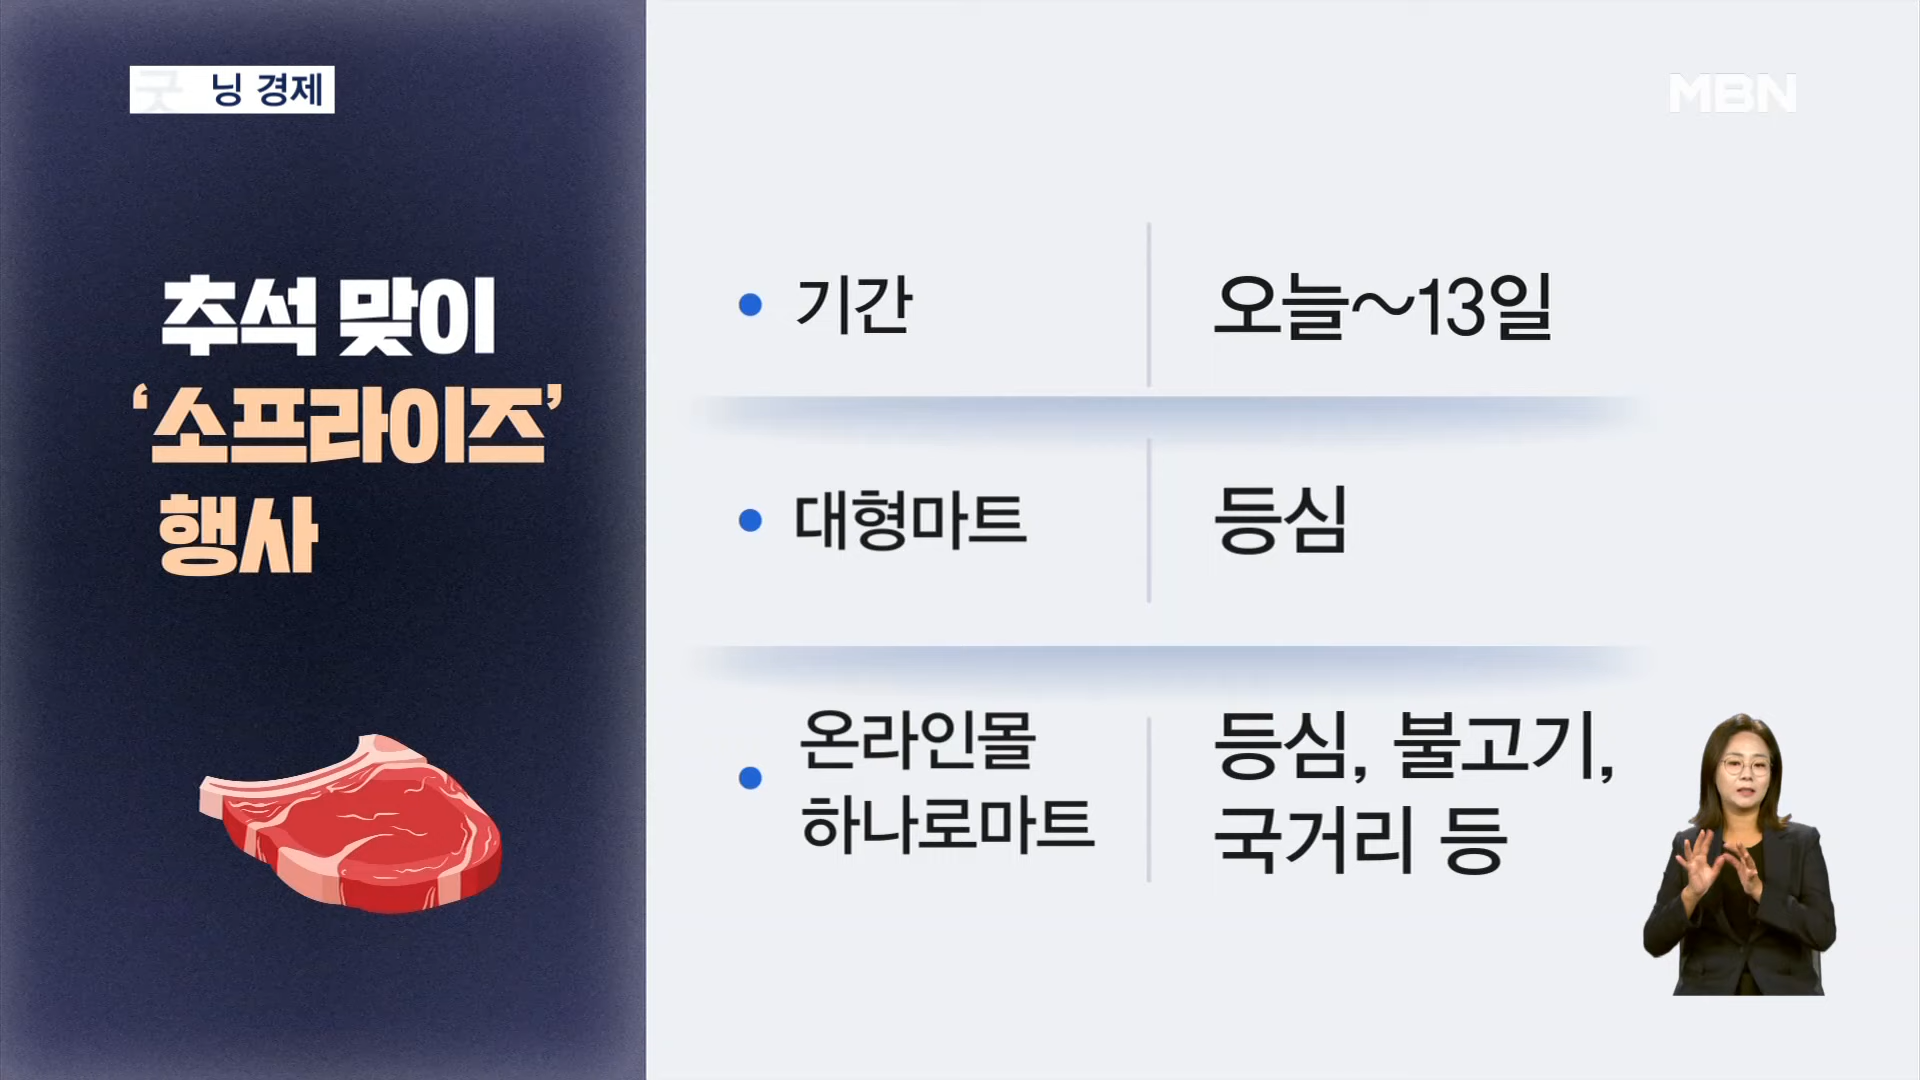 굿 닝 경제
MBN
추석 맞이
‘소프라이즈’
행사
기간
오늘~13일
대형마트
등심
온라인몰
하나로마트
등심, 불고기,
국거리 등